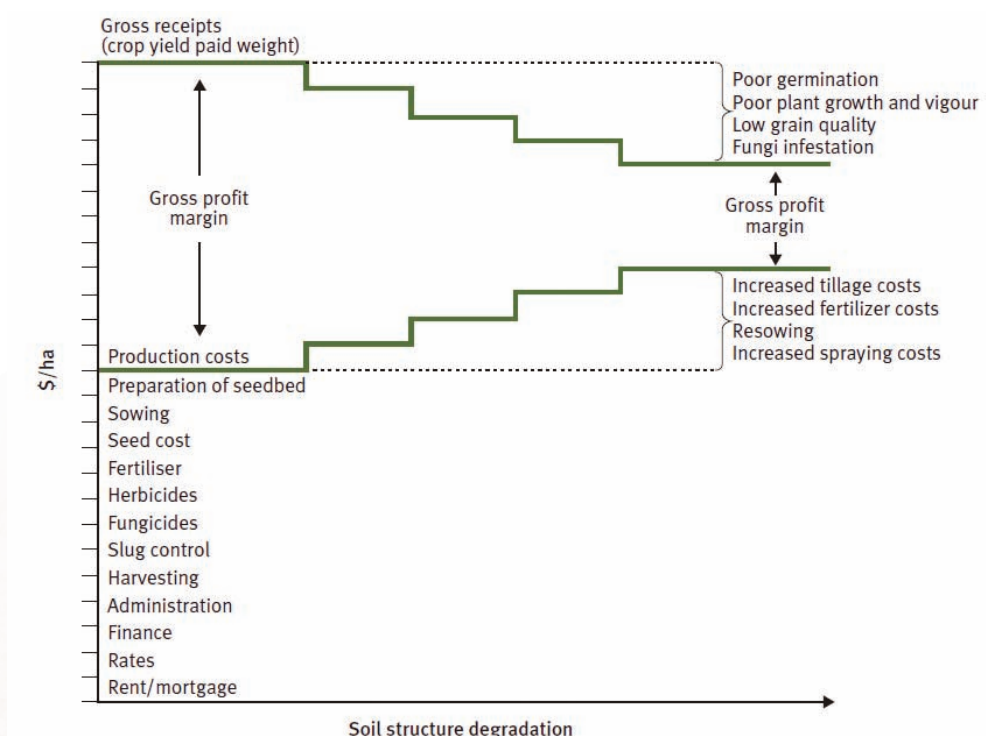 Gross receipts
(crop yield paid weight)
Poor germination
Poor plant growth and vigour
Low grain quality
Fungi infestation
Gross profit
margin
Gross profit
margin
Increased tillage costs
Increased fertilizer costs
Resowing
Increased spraying costs
$/ha
Production costs
Preparation of seedbed
Sowing
Seed cost
Fertiliser
Herbicides
Fungicides
Slug control
Harvesting
Administration
Finance
Rates
Rent/mortgage
Soil structure degradation